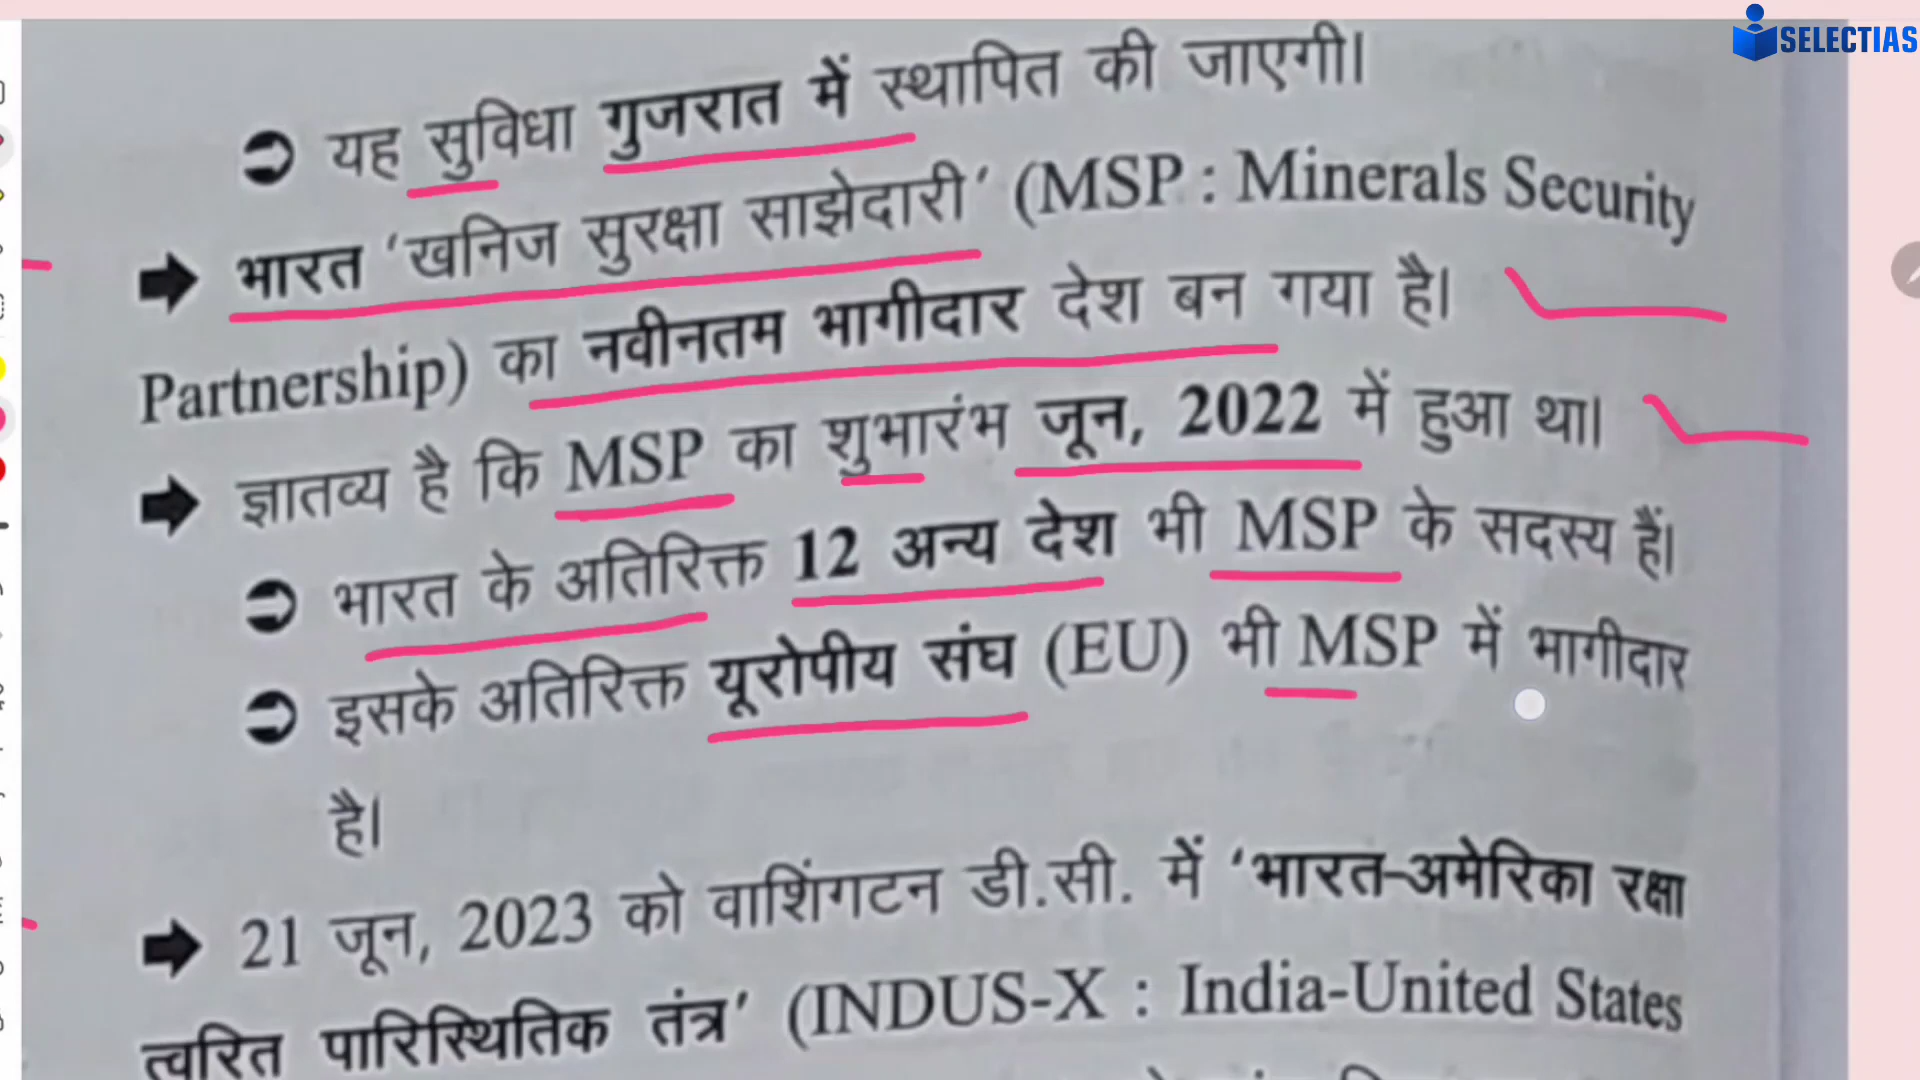 SELECTIAS
यह सुविधा गुजरात में स्थापित की जाएगी।
भारत ‘खनिज सुरक्षा साझेदारी’ (MSP : Minerals Security
Partnership) का नवीनतम भागीदार देश बन गया है।
ज्ञातव्य है कि MSP का शुभारंभ जून, 2022 में हुआ था।
भारत के अतिरिक्त 12 अन्य देश भी MSP के सदस्य हैं।
इसके अतिरिक्त यूरोपीय संघ (EU) भी MSP में भागीदार
है।
21 जून, 2023 को वाशिंगटन डी.सी. में ‘भारत-अमेरिका रक्षा
त्वरित पारिस्थितिक तंत्र’ (INDUS-X : India-United States